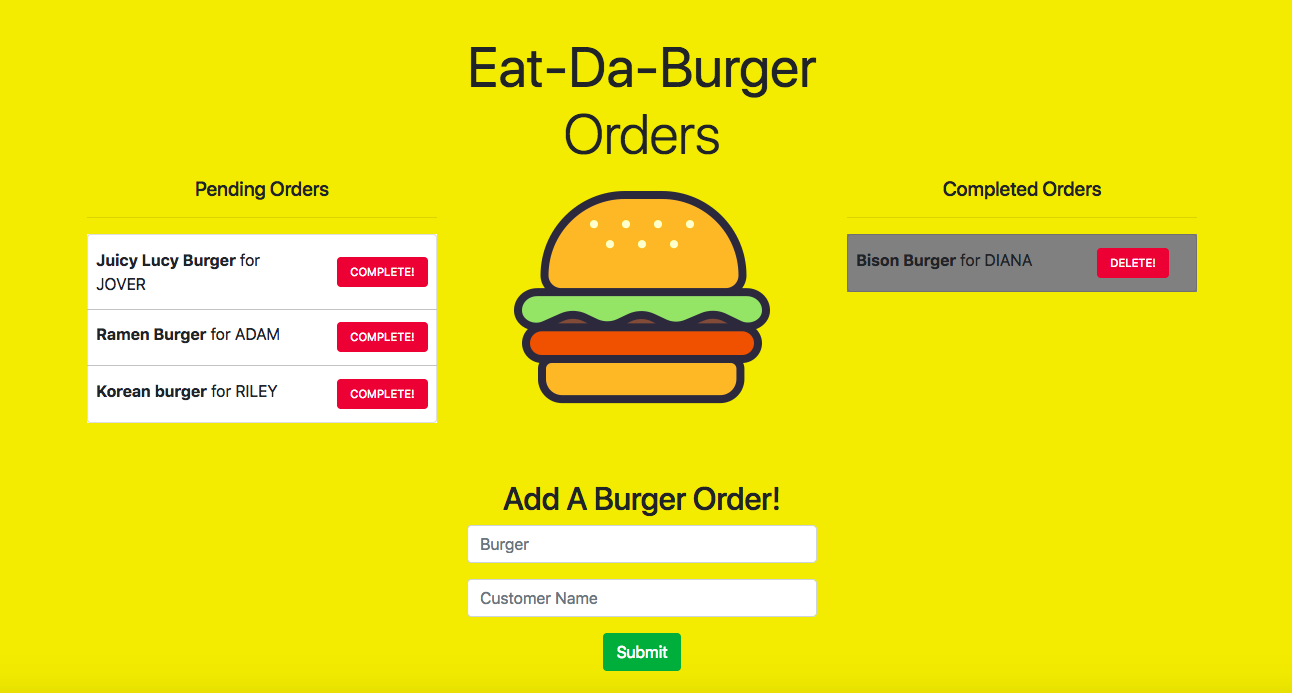 Eat-Da-Burger
Orders
Pending Orders
Juicy Lucy Burger for
JOVER
COMPLETE!
Ramen Burger for ADAM
COMPLETE!
Korean burger for RILEY
COMPLETE!
Completed Orders
Bison Burger for DIANA
DELETE!
Add A Burger Order!
Burger
Customer Name
Submit